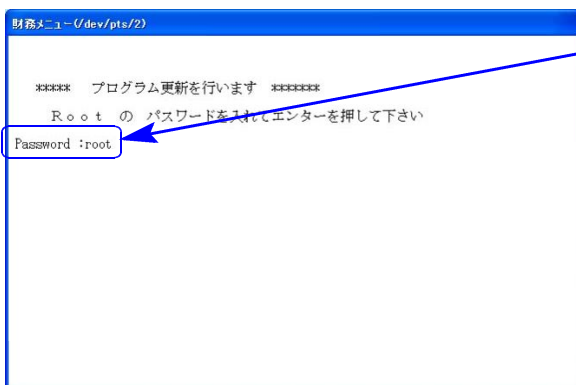 財務メニュー(/dev/pts/2)
***** プログラム更新を行います *******
Root の パスワードを入れてエンターを押して下さい
Password :root